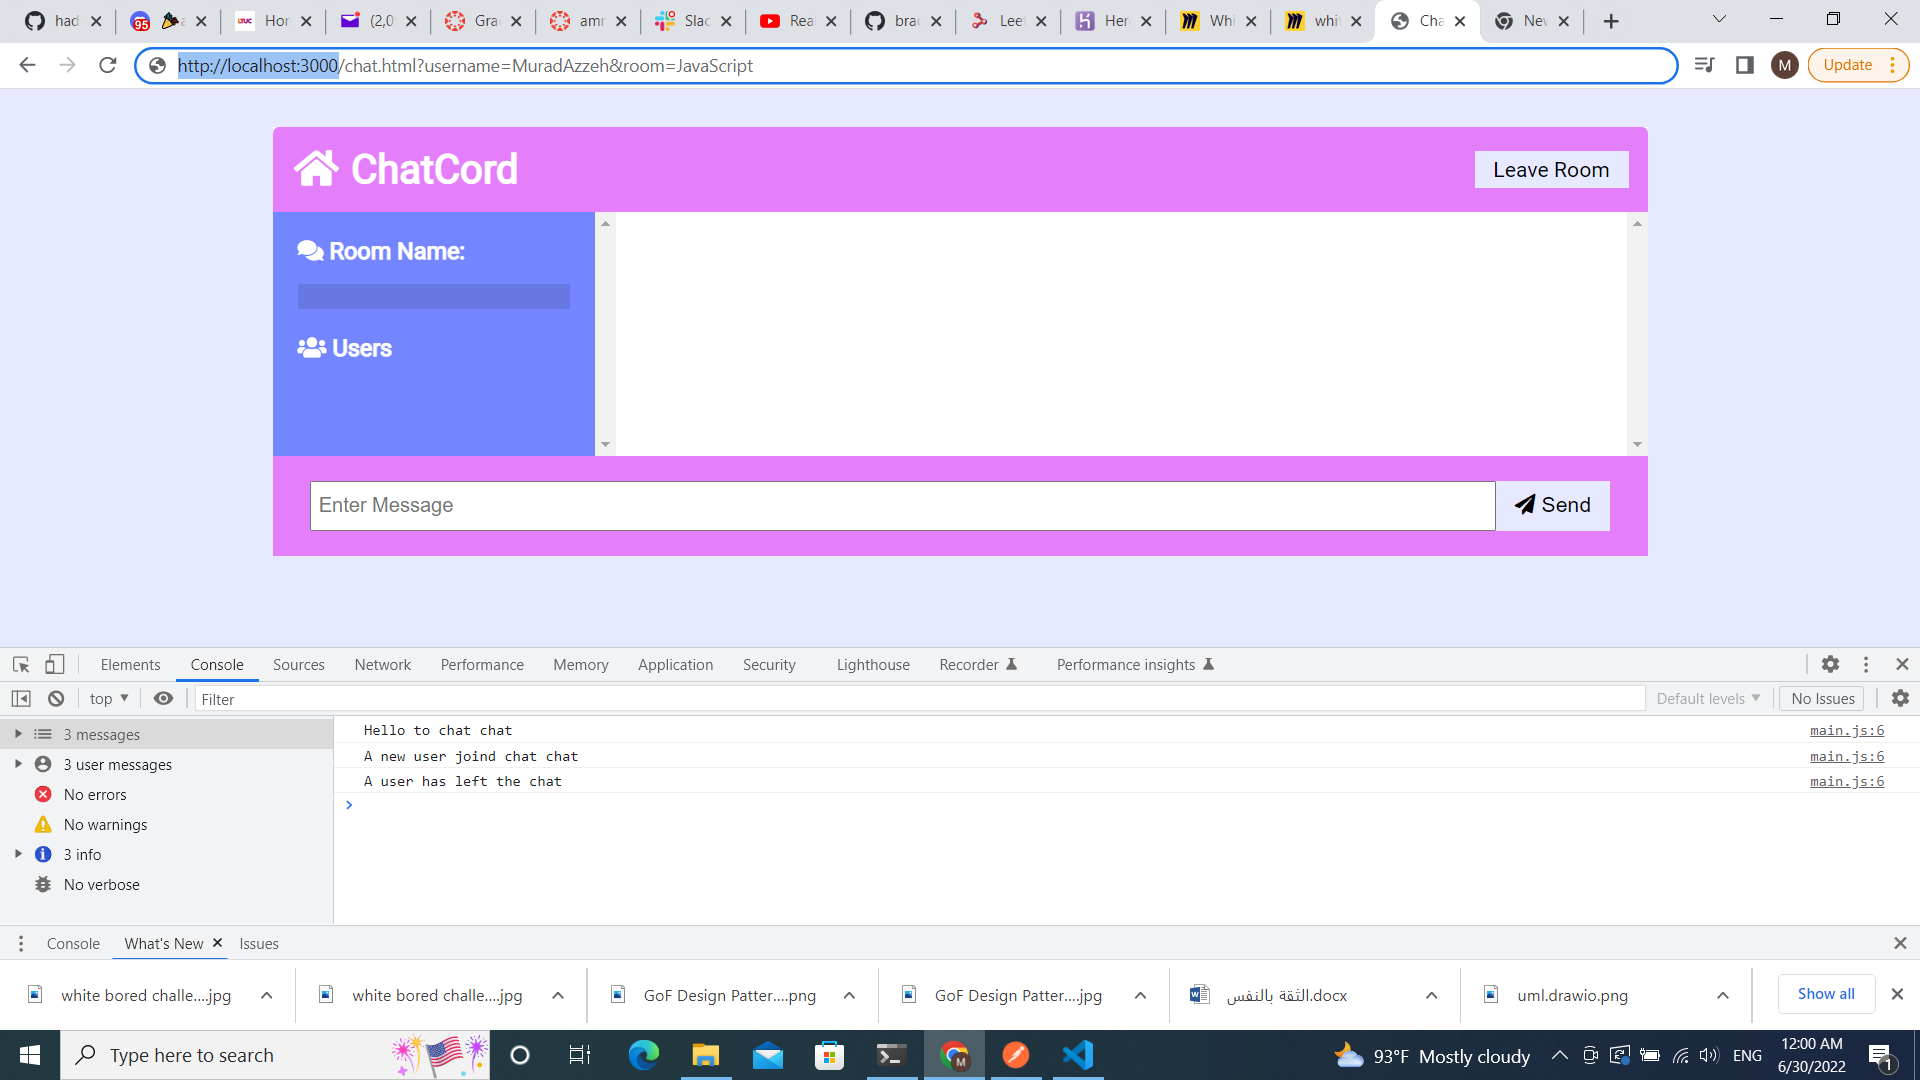 had
95
a
LTUC
Hor
(2,0
Gra
amr
Slac
Rea
brad
Leet
Her
Whi
whit
Cha
New
http://localhost:3000/chat.html?username=MuradAzzeh&room=JavaScript
M
Update
ChatCord
Leave Room
Room Name:
Users
Enter Message
Send
Elements
Console
Sources
Network
Performance
Memory
Application
Security
Lighthouse
Recorder
Performance insights
top
Filter
Default levels
No Issues
3 messages
3 user messages
No errors
No warnings
3 info
No verbose
Hello to chat chat main.js:6
A new user joind chat chat main.js:6
A user has left the chat main.js:6
Console
What's New
Issues
white bored challe....jpg
white bored challe....jpg
GoF Design Patter....png
GoF Design Patter....jpg
الثقة بالنفس.docx
uml.drawio.png
Show all
Type here to search
M
93°F Mostly cloudy
ENG
12:00 AM
6/30/2022
1